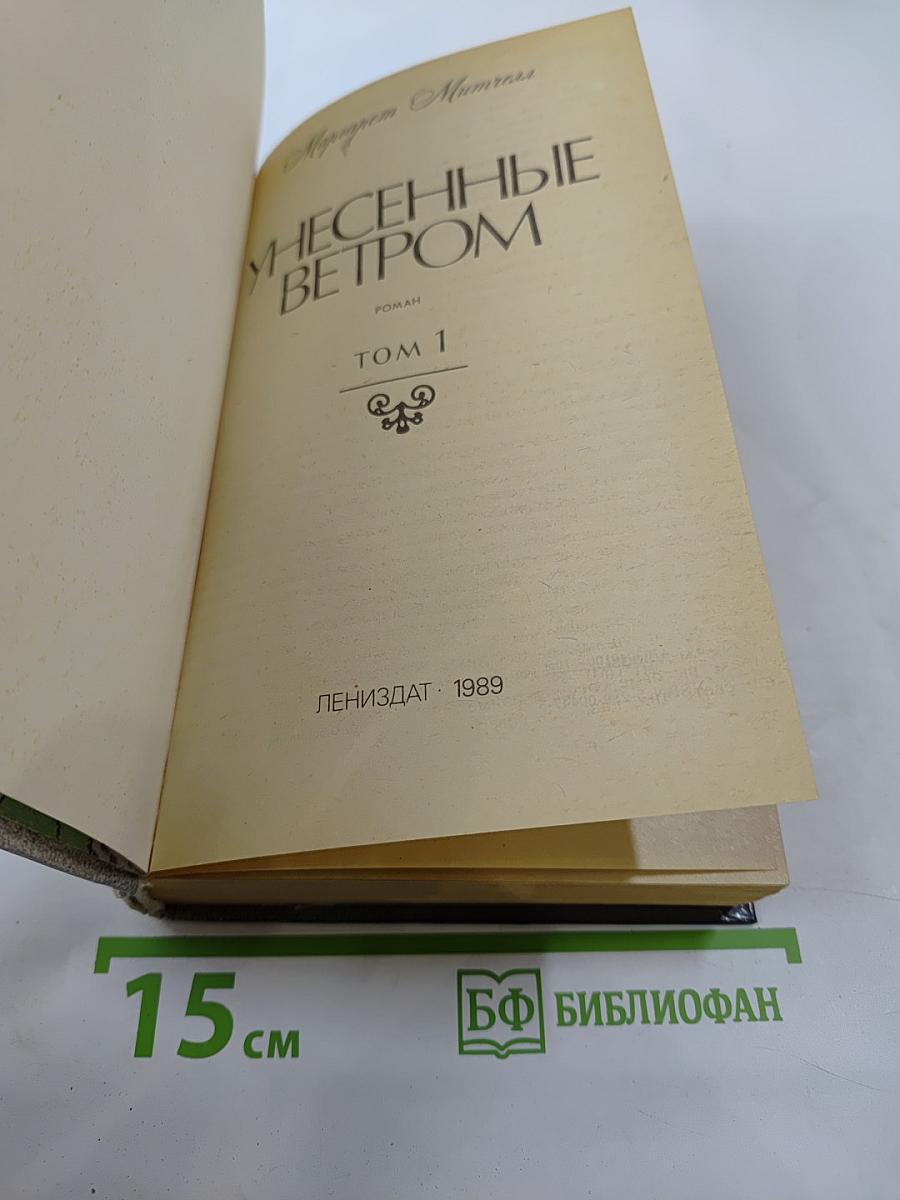 Маргарет Митчелл
УНЕСЕННЫЕ
ВЕТРОМ
РОМАН
ТОМ 1
ЛЕНИЗДАТ · 1989
15 см
БФ БИБЛИОФАН